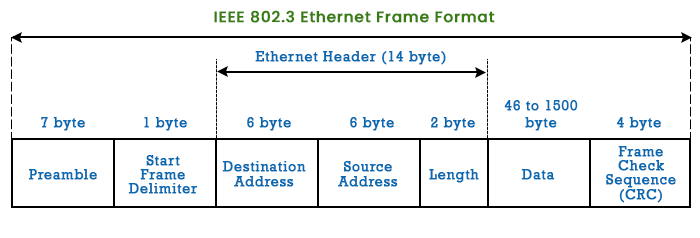 IEEE 802.3 Ethernet Frame Format
Ethernet Header (14 byte)
7 byte
1 byte
6 byte
6 byte
2 byte
46 to 1500
byte
4 byte
Preamble
Start
Frame
Delimiter
Destination
Address
Source
Address
Length
Data
Frame
Check
Sequence
(CRC)